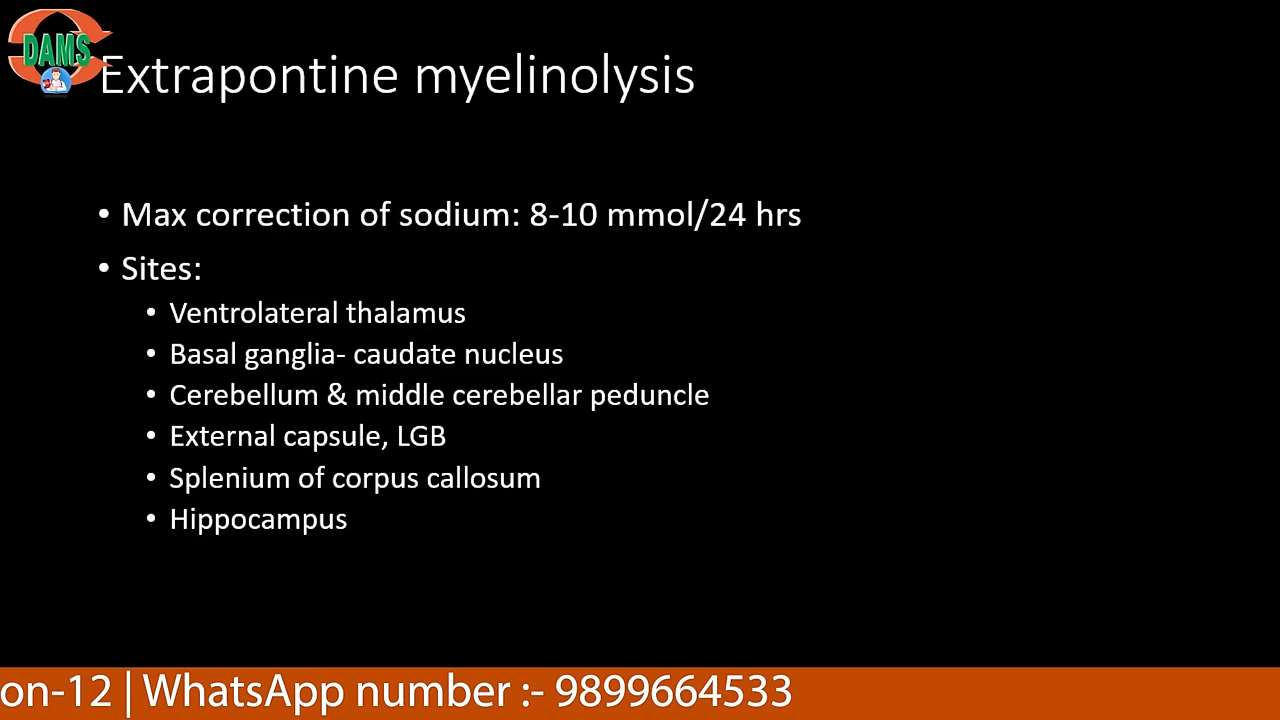 DAMS
Extrapontine myelinolysis
• Max correction of sodium: 8-10 mmol/24 hrs
• Sites:
• Ventrolateral thalamus
• Basal ganglia- caudate nucleus
• Cerebellum & middle cerebellar peduncle
• External capsule, LGB
• Splenium of corpus callosum
• Hippocampus
on-12 | WhatsApp number :- 9899664533